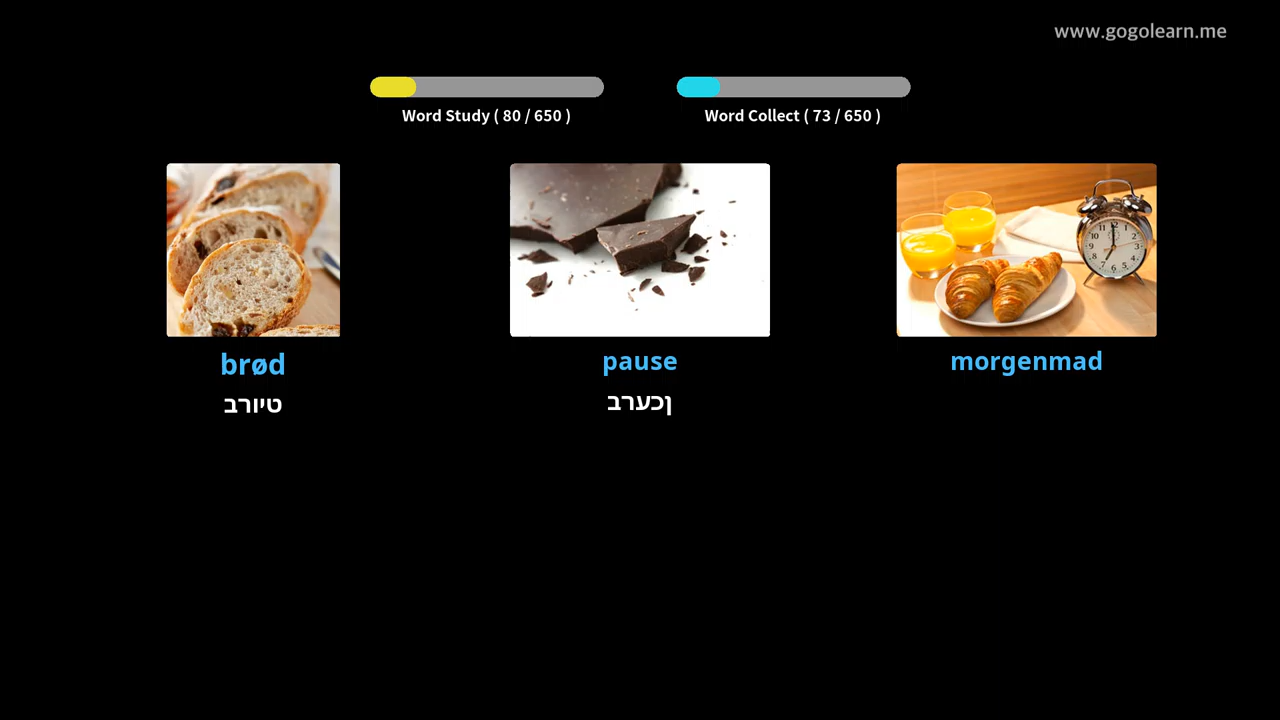 www.gogolearn.me
Word Study ( 80 / 650 )
Word Collect ( 73 / 650 )
brød
טיורב
pause
ןכערב
morgenmad